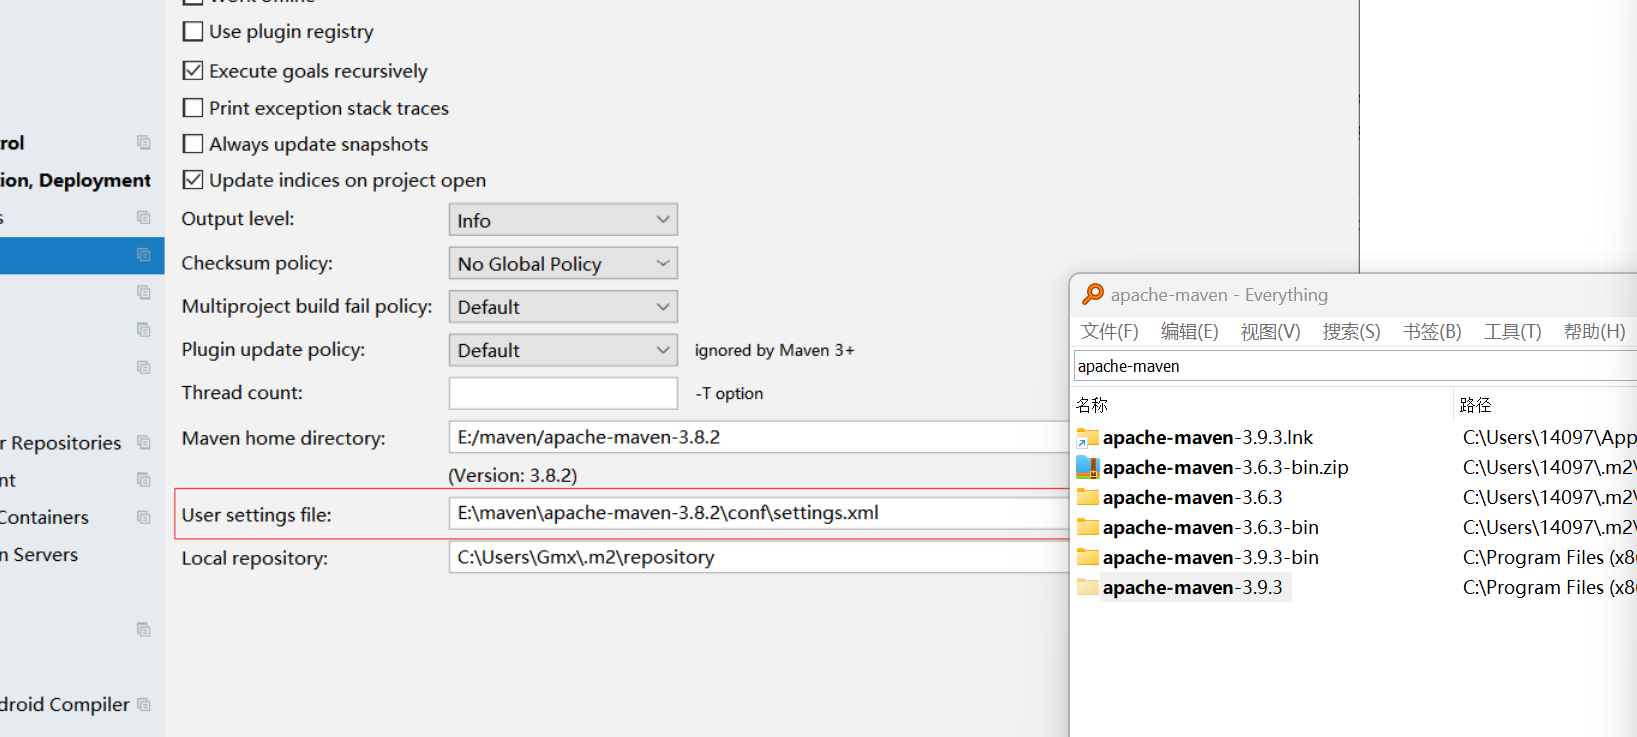 Use plugin registry
Execute goals recursively
Print exception stack traces
Always update snapshots
Update indices on project open
Output level: Info
Checksum policy: No Global Policy
Multiproject build fail policy: Default
Plugin update policy: Default ignored by Maven 3+
Thread count: -T option
Maven home directory: E:/maven/apache-maven-3.8.2
(Version: 3.8.2)
User settings file: E:\maven\apache-maven-3.8.2\conf\settings.xml
Local repository: C:\Users\Gmx\.m2\repository
rol
ion, Deployment
s
r Repositories
nt
Containers
n Servers
droid Compiler
apache-maven - Everything
文件(F) 编辑(E) 视图(V) 搜索(S) 书签(B) 工具(T) 帮助(H)
apache-maven
名称 路径
apache-maven-3.9.3.lnk C:\Users\14097\App
apache-maven-3.6.3-bin.zip C:\Users\14097\.m2\
apache-maven-3.6.3 C:\Users\14097\.m2\
apache-maven-3.6.3-bin C:\Users\14097\.m2\
apache-maven-3.9.3-bin C:\Program Files (x8
apache-maven-3.9.3 C:\Program Files (x8